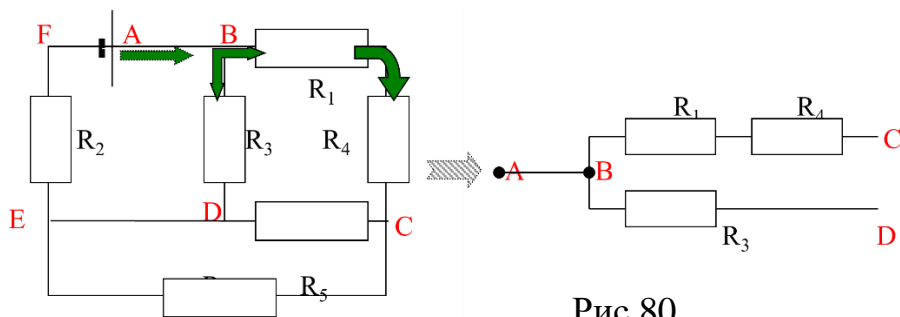 F A B
R₁
R₂ R₃ R₄
E D C
R₅
R₁ R₄ C
A B
R₃ D
Рис 80